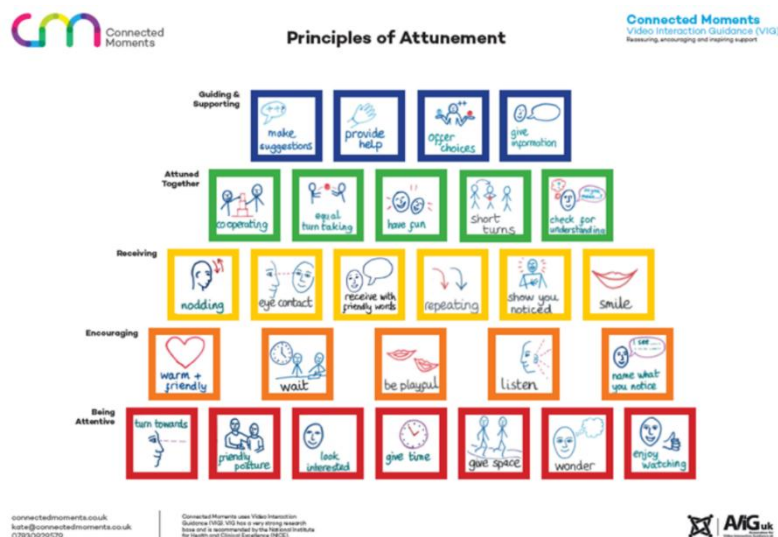 Connected
Moments
Principles of Attunement
Connected Moments
Video Interaction Guidance (VIG)
Reassuring, encouraging and inspiring support
Guiding &
Supporting
make
suggestions
provide
help
offer
choices
give
information
Attuned
Together
co operating
equal
turn taking
have fun
short
turns
check for
understanding
Receiving
nodding
eye contact
receive with
friendly words
repeating
show you
noticed
smile
Encouraging
warm +
friendly
wait
be playful
listen
I see...
name what
you notice
Being
Attentive
turn towards
friendly
posture
look
interested
give time
give space
wonder
enjoy
watching
connectedmoments.co.uk
kate@connectedmoments.co.uk
07830929579
Connected Moments uses Video Interaction
Guidance (VIG). VIG has a very strong research
base and is recommended by the National Institute
for Health and Clinical Excellence (NICE).
AViGuk